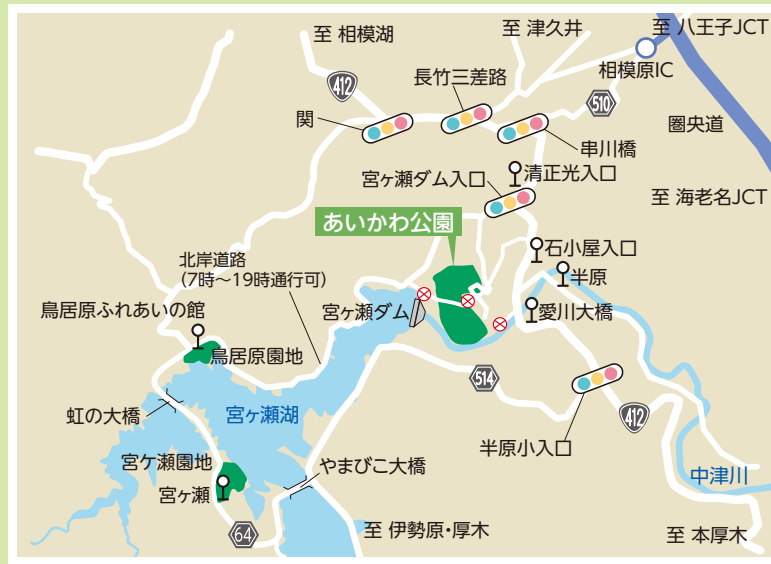 至 相模湖
至 津久井
至 八王子JCT
相模原IC
412
長竹三差路
510
関
圏央道
串川橋
清正光入口
宮ヶ瀬ダム入口
至 海老名JCT
あいかわ公園
石小屋入口
北岸道路
(7時~19時通行可)
半原
鳥居原ふれあいの館
宮ヶ瀬ダム
愛川大橋
鳥居原園地
514
虹の大橋
宮ヶ瀬湖
412
半原小入口
宮ケ瀬園地
やまびこ大橋
中津川
宮ヶ瀬
64
至 伊勢原・厚木
至 本厚木